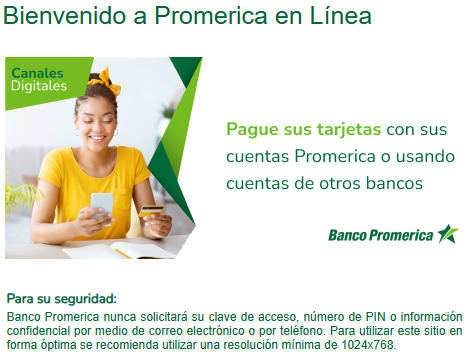 Bienvenido a Promerica en Línea
Canales
Digitales
Pague sus tarjetas con sus
cuentas Promerica o usando
cuentas de otros bancos
Banco Promerica
Para su seguridad:
Banco Promerica nunca solicitará su clave de acceso, número de PIN o información
confidencial por medio de correo electrónico o por teléfono. Para utilizar este sitio en
forma óptima se recomienda utilizar una resolución mínima de 1024x768.